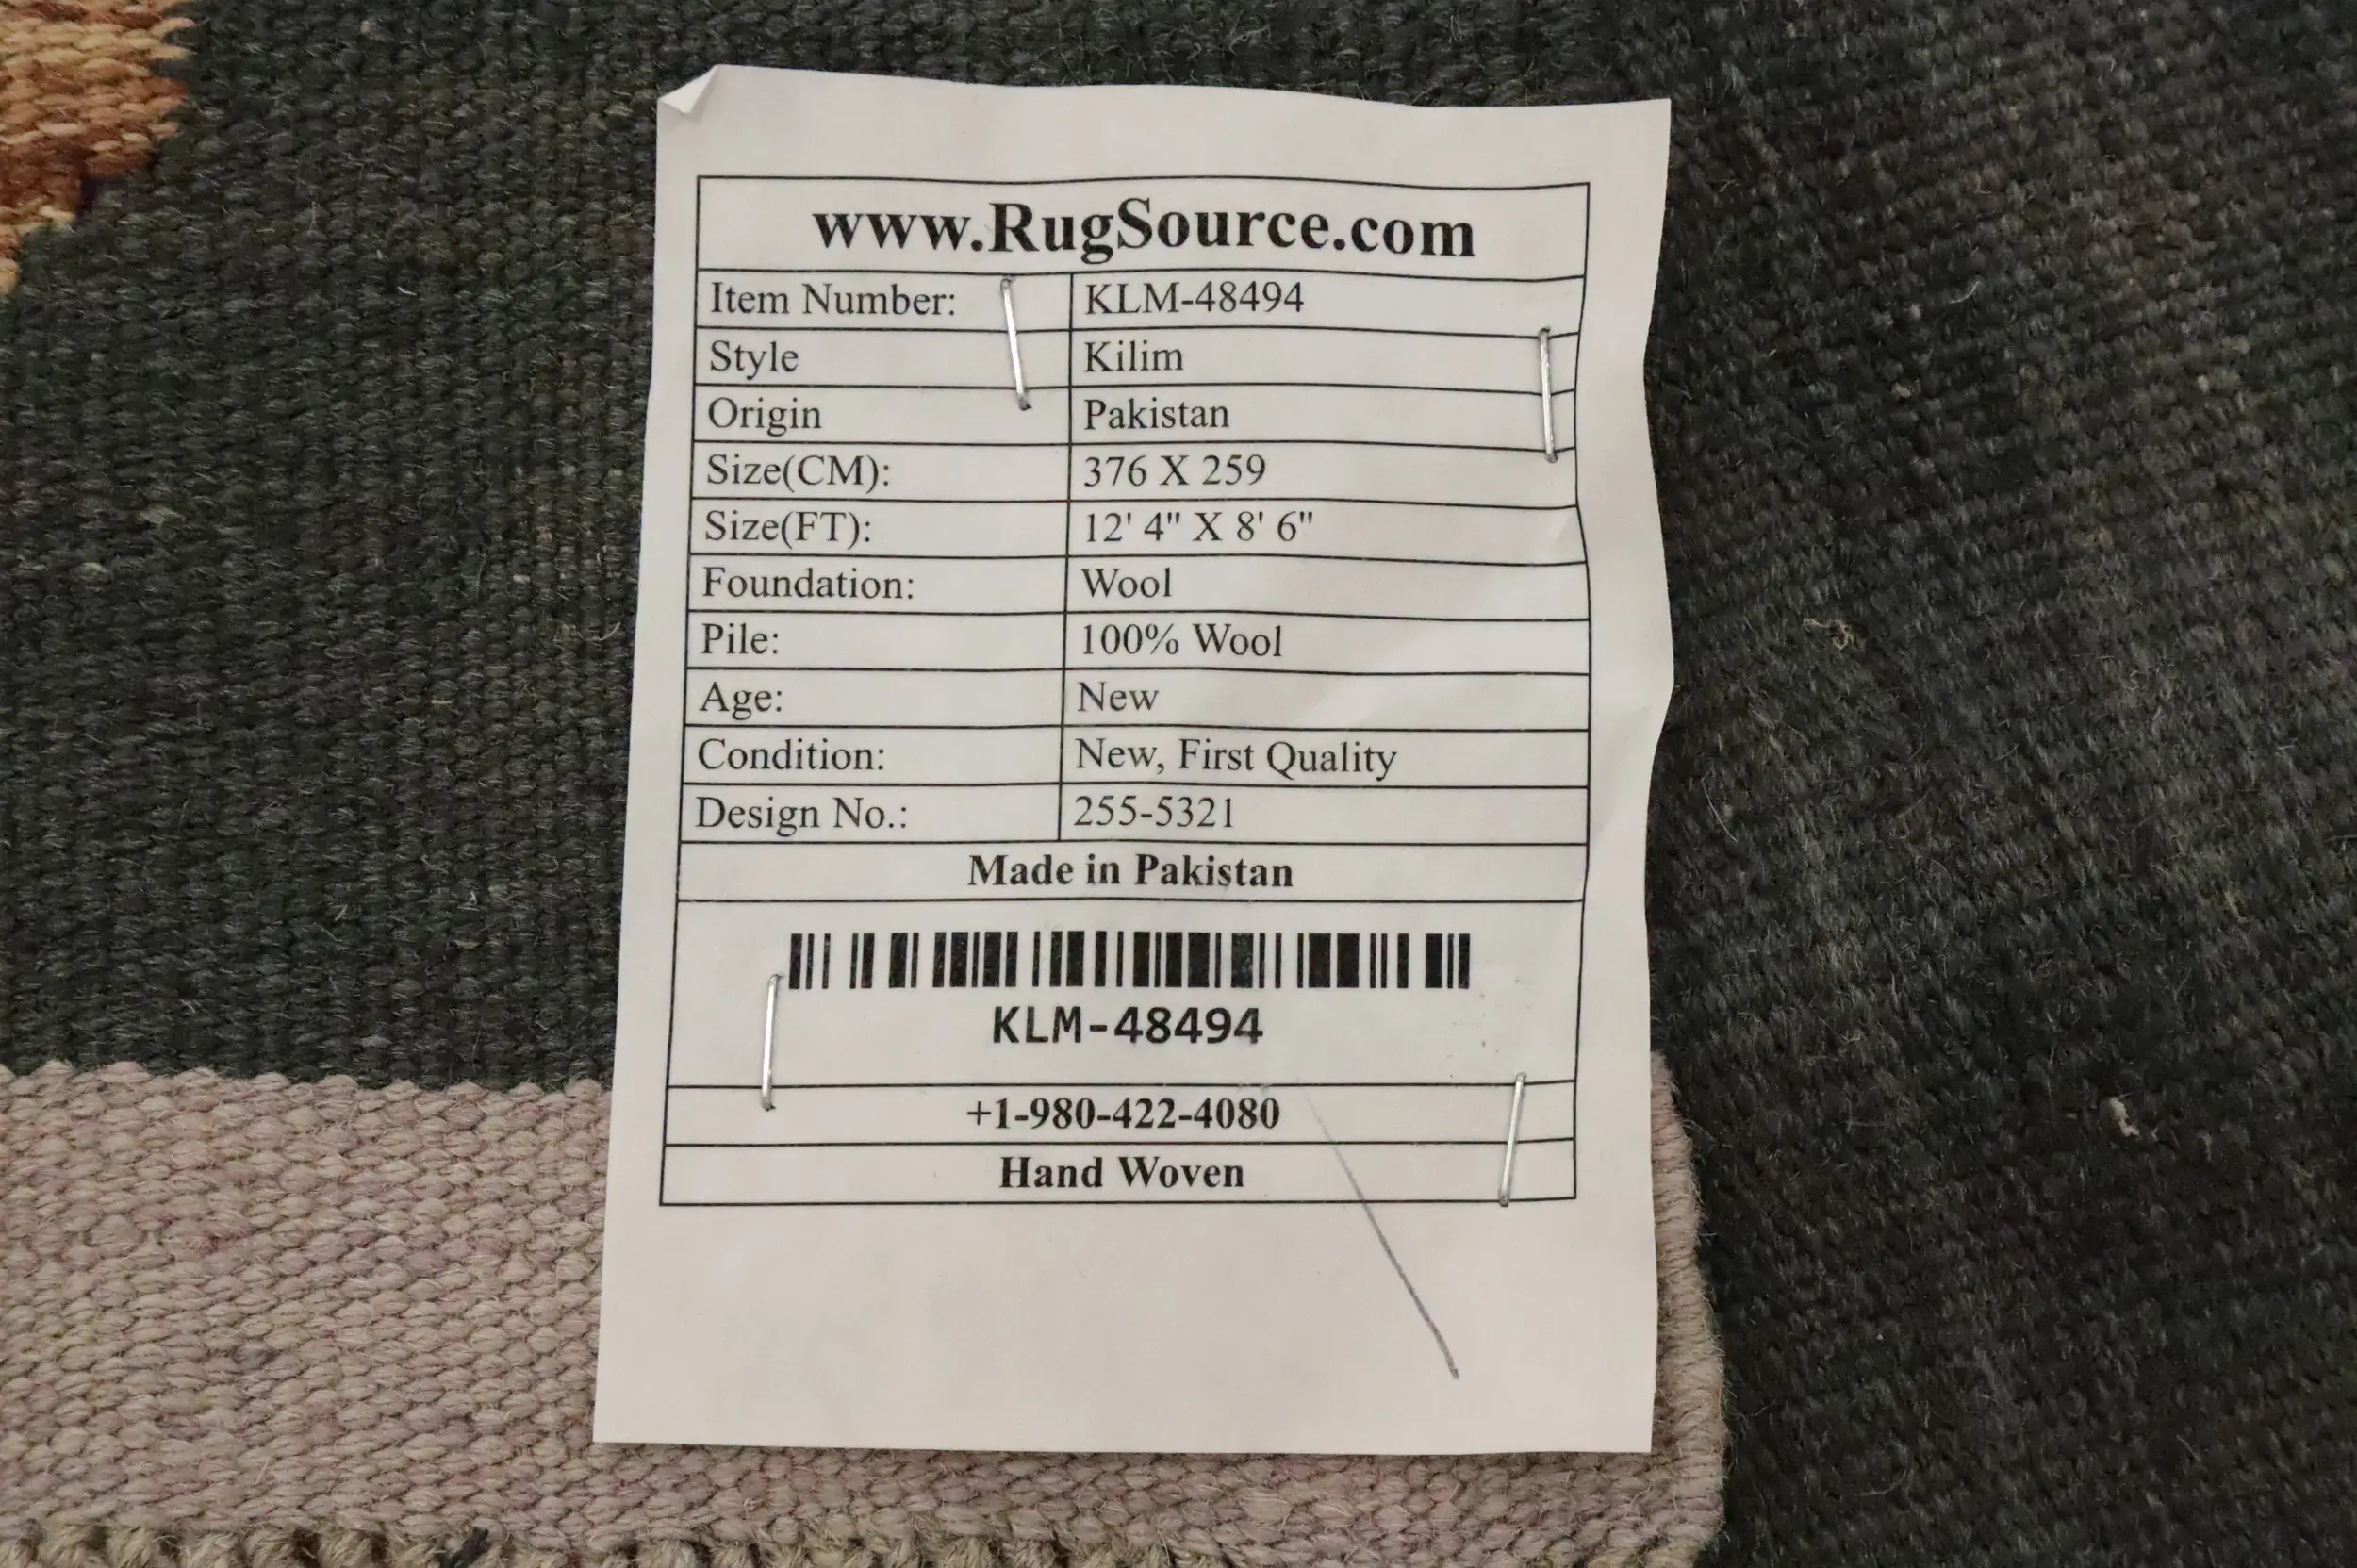 www.RugSource.com
Item Number: KLM-48494
Style Kilim
Origin Pakistan
Size(CM): 376 X 259
Size(FT): 12' 4" X 8' 6"
Foundation: Wool
Pile: 100% Wool
Age: New
Condition: New, First Quality
Design No.: 255-5321
Made in Pakistan
KLM-48494
+1-980-422-4080
Hand Woven